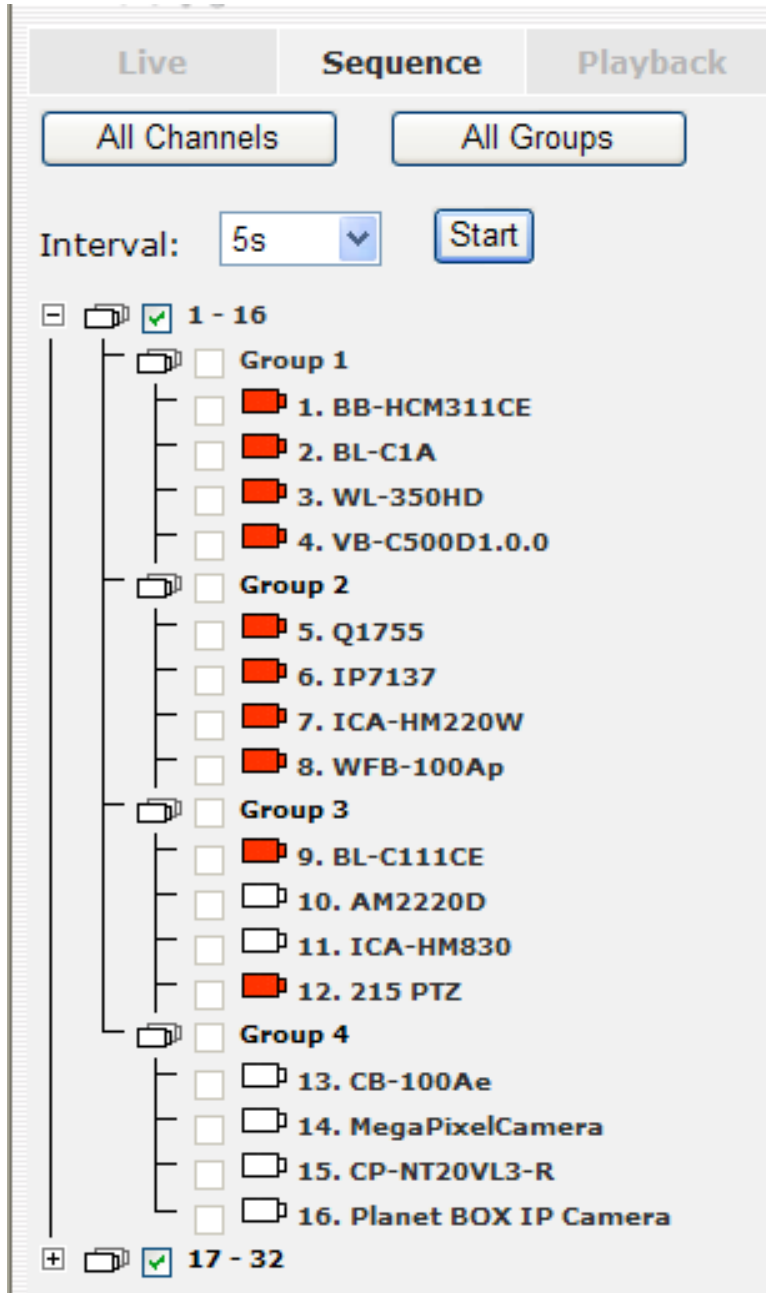 Live Sequence Playback
All Channels All Groups
Interval: 5s Start
1 - 16
Group 1
1. BB-HCM311CE
2. BL-C1A
3. WL-350HD
4. VB-C500D1.0.0
Group 2
5. Q1755
6. IP7137
7. ICA-HM220W
8. WFB-100Ap
Group 3
9. BL-C111CE
10. AM2220D
11. ICA-HM830
12. 215 PTZ
Group 4
13. CB-100Ae
14. MegaPixelCamera
15. CP-NT20VL3-R
16. Planet BOX IP Camera
17 - 32